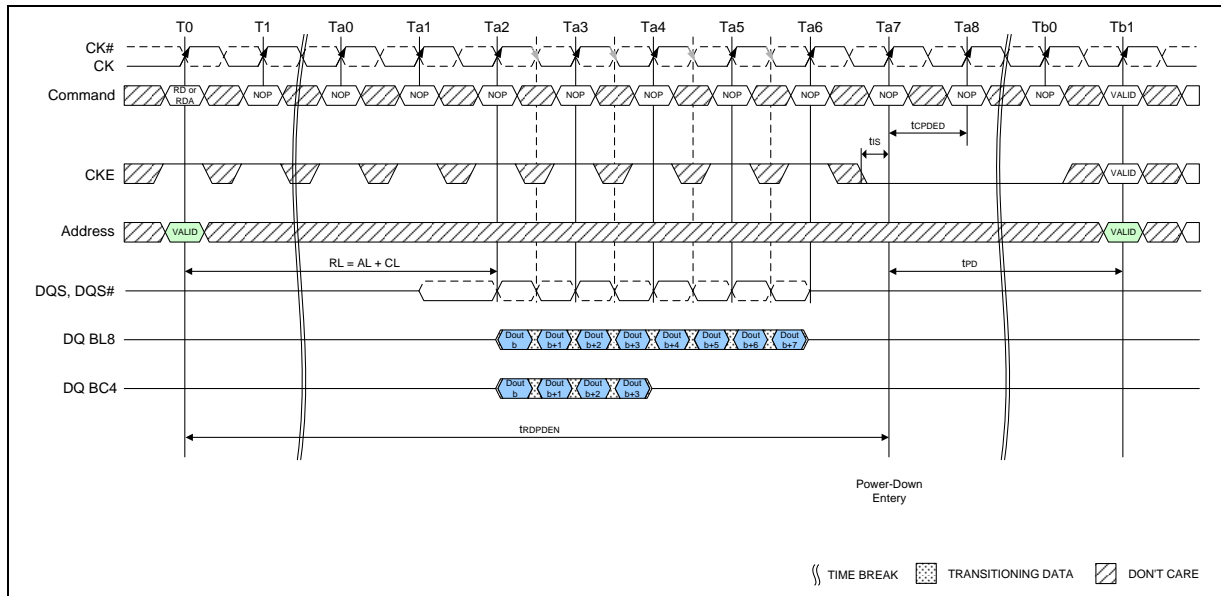 T0 T1 Ta0 Ta1 Ta2 Ta3 Ta4 Ta5 Ta6 Ta7 Ta8 Tb0 Tb1
CK#
CK
Command RD or RDA NOP NOP NOP NOP NOP NOP NOP NOP NOP NOP NOP VALID
tCPDED
tIS
CKE VALID
Address VALID VALID
RL = AL + CL tPD
DQS, DQS#
DQ BL8 Dout b Dout b+1 Dout b+2 Dout b+3 Dout b+4 Dout b+5 Dout b+6 Dout b+7
DQ BC4 Dout b Dout b+1 Dout b+2 Dout b+3
tRDPDEN
Power-Down
Entery
TIME BREAK TRANSITIONING DATA DON'T CARE